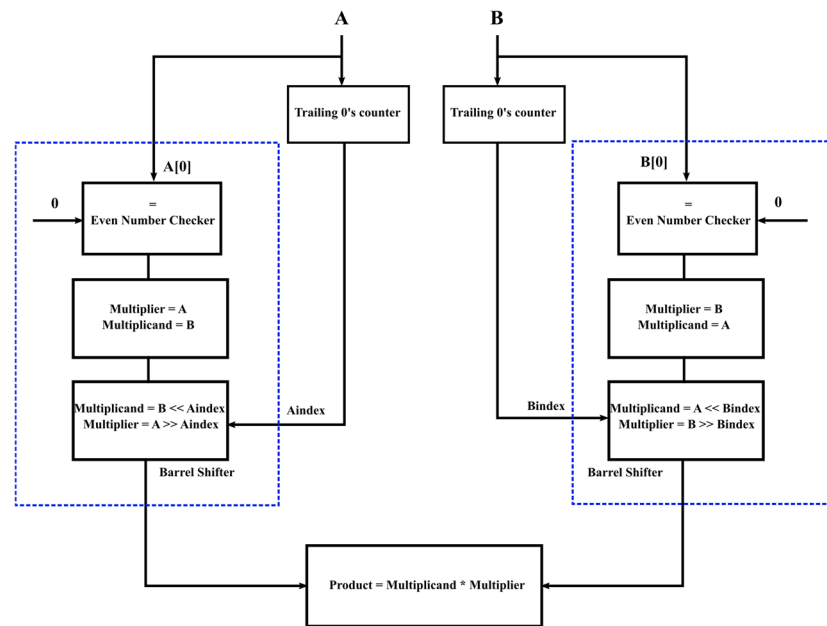 A
B
Trailing 0's counter
Trailing 0's counter
A[0]
B[0]
0
=
Even Number Checker
=
Even Number Checker
0
Multiplier = A
Multiplicand = B
Multiplier = B
Multiplicand = A
Multiplicand = B << Aindex
Multiplier = A >> Aindex
Aindex
Bindex
Multiplicand = A << Bindex
Multiplier = B >> Bindex
Barrel Shifter
Barrel Shifter
Product = Multiplicand * Multiplier